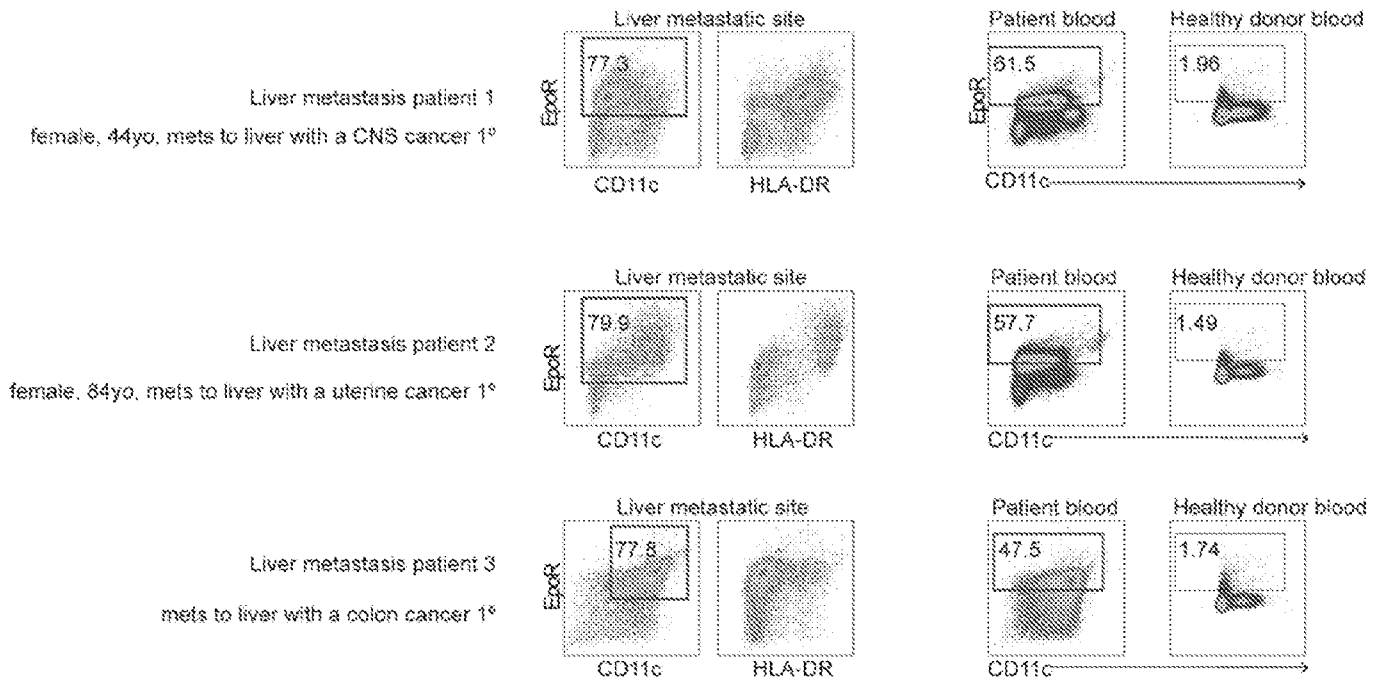 Liver metastatic site
Patient blood
Healthy donor blood
Liver metastasis patient 1
female, 44yo, mets to liver with a CNS cancer 1º
EpoR
77.3
CD11c
HLA-DR
EpoR
61.5
1.96
CD11c
Liver metastatic site
Patient blood
Healthy donor blood
Liver metastasis patient 2
female, 84yo, mets to liver with a uterine cancer 1º
EpoR
79.9
CD11c
HLA-DR
57.7
1.49
CD11c
Liver metastatic site
Patient blood
Healthy donor blood
Liver metastasis patient 3
mets to liver with a colon cancer 1º
EpoR
77.8
CD11c
HLA-DR
47.5
1.74
CD11c